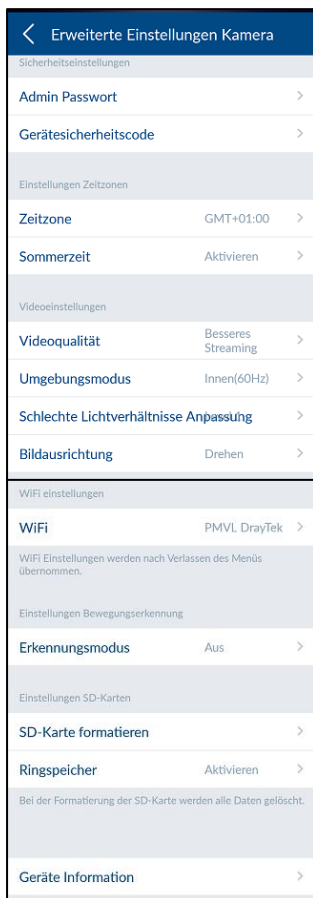 Erweiterte Einstellungen Kamera
Sicherheitseinstellungen
Admin Passwort
Gerätesicherheitscode
Einstellungen Zeitzonen
Zeitzone GMT+01:00
Sommerzeit Aktivieren
Videoeinstellungen
Videoqualität Besseres
Streaming
Umgebungsmodus Innen(60Hz)
Schlechte Lichtverhältnisse Anpassung
Bildausrichtung Drehen
WiFi einstellungen
WiFi PMVL DrayTek
WiFi Einstellungen werden nach Verlassen des Menüs
übernommen.
Einstellungen Bewegungserkennung
Erkennungsmodus Aus
Einstellungen SD-Karten
SD-Karte formatieren
Ringspeicher Aktivieren
Bei der Formatierung der SD-Karte werden alle Daten gelöscht.
Geräte Information